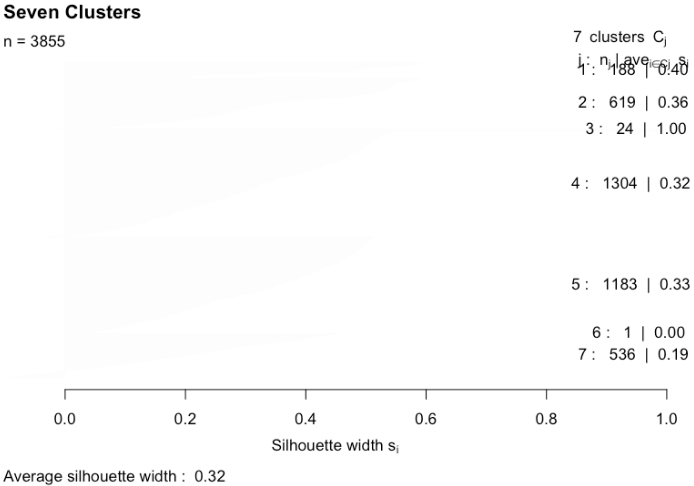 Seven Clusters
n = 3855
7 clusters Cj
j : nj | avei∈Cj si
1 : 188 | 0.40
2 : 619 | 0.36
3 : 24 | 1.00
4 : 1304 | 0.32
5 : 1183 | 0.33
6 : 1 | 0.00
7 : 536 | 0.19
0.0 0.2 0.4 0.6 0.8 1.0
Silhouette width si
Average silhouette width : 0.32